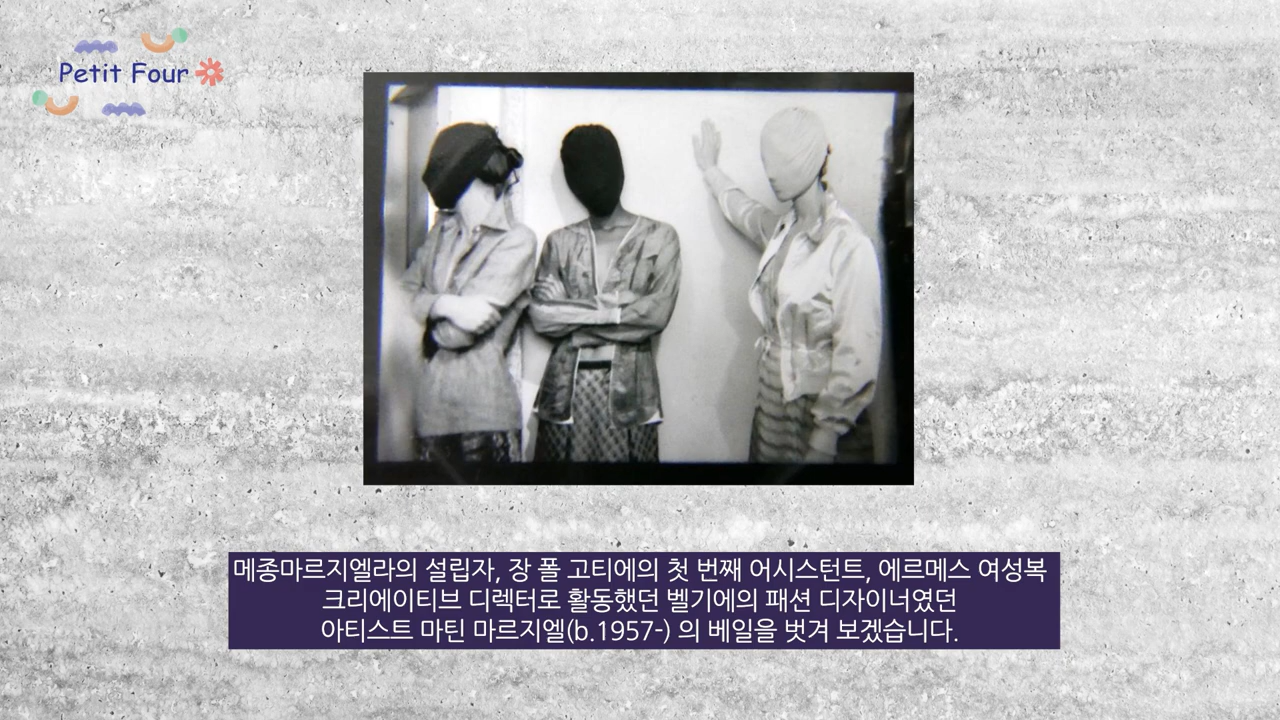 Petit Four
메종마르지엘라의 설립자, 장 폴 고티에의 첫 번째 어시스턴트, 에르메스 여성복
크리에이티브 디렉터로 활동했던 벨기에의 패션 디자이너였던
아티스트 마틴 마르지엘(b.1957-) 의 베일을 벗겨 보겠습니다.